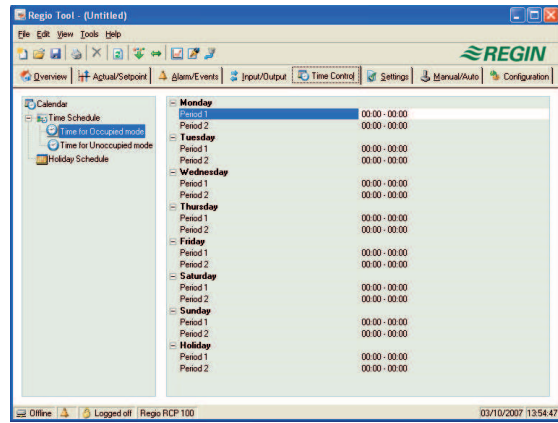 Regio Tool - (Untitled)
File Edit View Tools Help
REGIN
Overview Actual/Setpoint Alarm/Events Input/Output Time Control Settings Manual/Auto Configuration
Calendar
Time Schedule
Time for Occupied mode
Time for Unoccupied mode
Holiday Schedule
Monday
Period 1 00:00 - 00:00
Period 2 00:00 - 00:00
Tuesday
Period 1 00:00 - 00:00
Period 2 00:00 - 00:00
Wednesday
Period 1 00:00 - 00:00
Period 2 00:00 - 00:00
Thursday
Period 1 00:00 - 00:00
Period 2 00:00 - 00:00
Friday
Period 1 00:00 - 00:00
Period 2 00:00 - 00:00
Saturday
Period 1 00:00 - 00:00
Period 2 00:00 - 00:00
Sunday
Period 1 00:00 - 00:00
Period 2 00:00 - 00:00
Holiday
Period 1 00:00 - 00:00
Period 2 00:00 - 00:00
Offline Logged off Regio RCP 100 03/10/2007 13:54:47